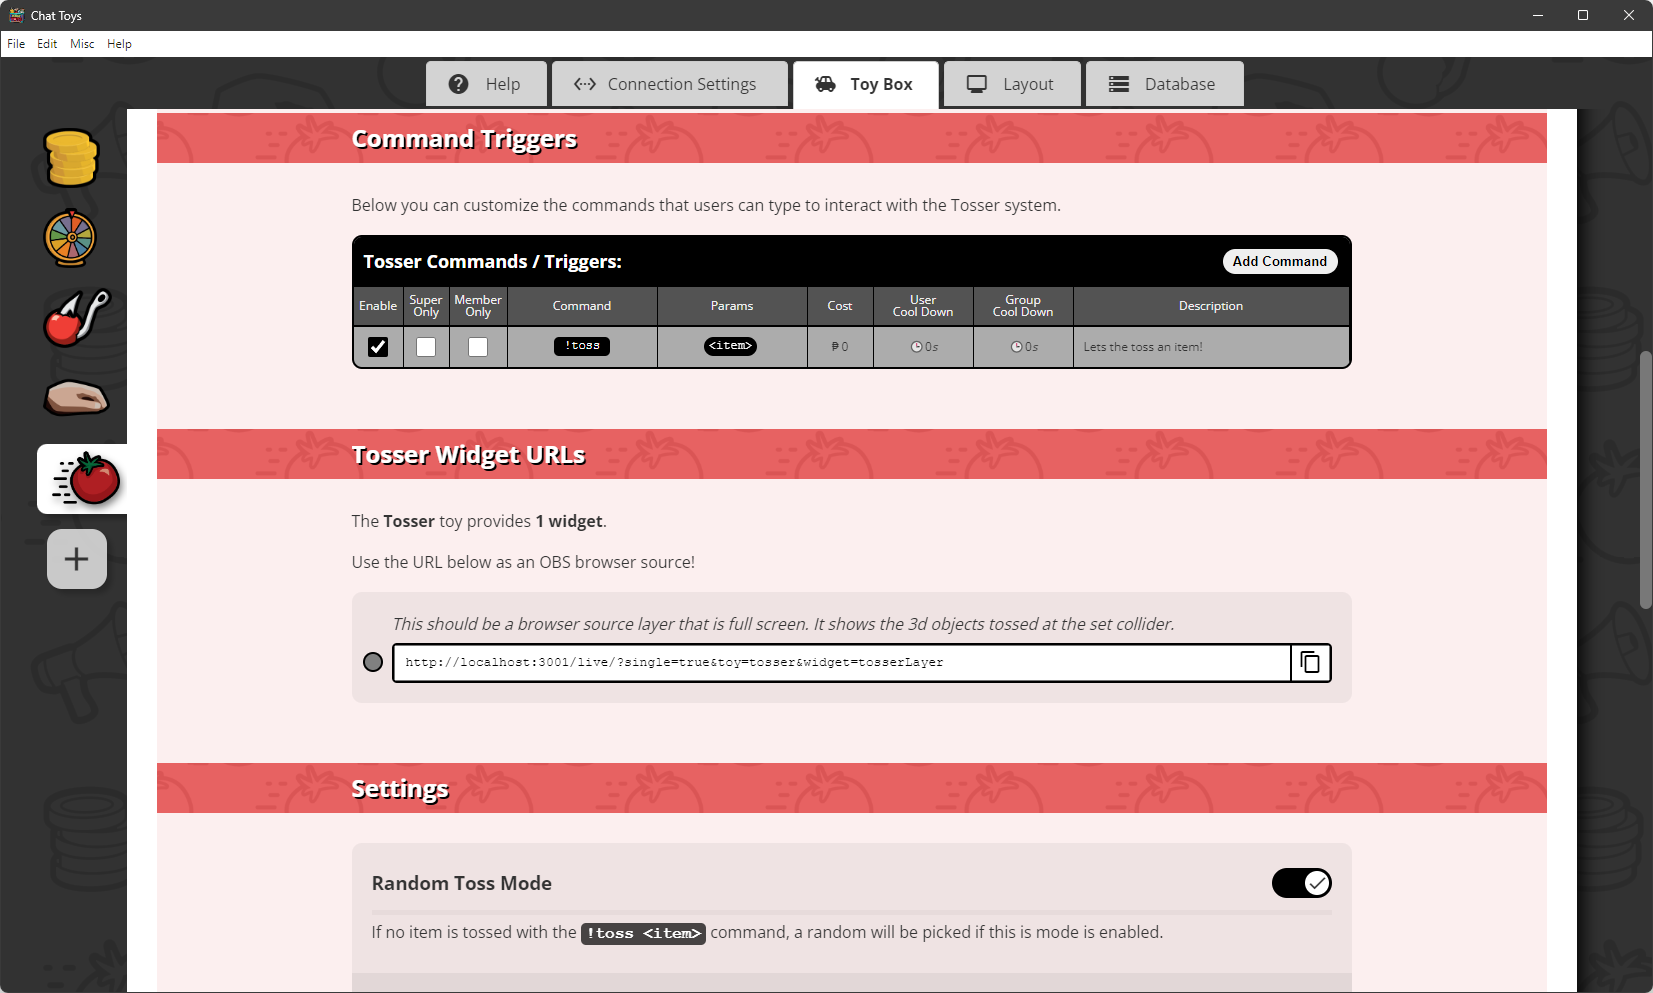 Chat Toys
File Edit Misc Help
Help Connection Settings Toy Box Layout Database
Command Triggers
Below you can customize the commands that users can type to interact with the Tosser system.
Tosser Commands / Triggers: Add Command
Enable Super Only Member Only Command Params Cost User Cool Down Group Cool Down Description
!toss <item> ₱ 0 0s 0s Lets the toss an item!
Tosser Widget URLs
The Tosser toy provides 1 widget.
Use the URL below as an OBS browser source!
This should be a browser source layer that is full screen. It shows the 3d objects tossed at the set collider.
http://localhost:3001/live/?single=true&toy=tosser&widget=tosserLayer
Settings
Random Toss Mode
If no item is tossed with the !toss <item> command, a random will be picked if this is mode is enabled.